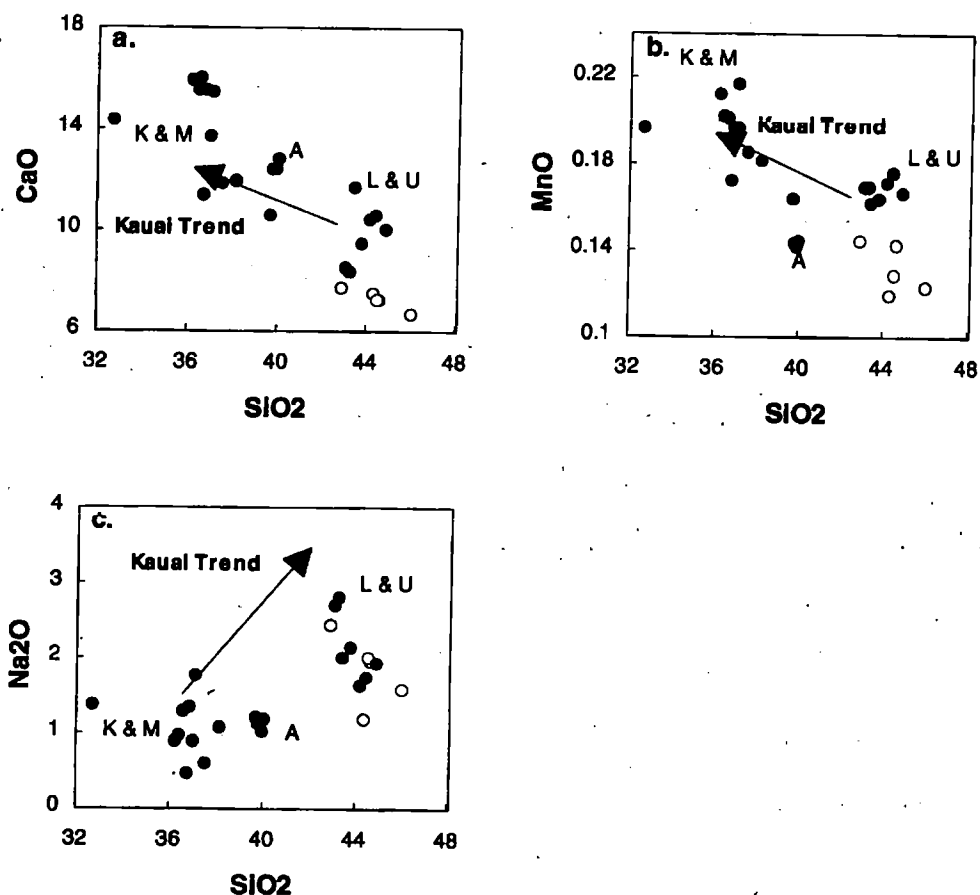 a.
18
14
10
6
CaO
K & M
A
L & U
Kauai Trend
32 36 40 44 48
SiO2
b.
0.22
0.18
0.14
0.1
MnO
K & M
Kauai Trend
L & U
A
32 36 40 44 48
SiO2
c.
4
3
2
1
0
Na2O
Kauai Trend
L & U
K & M
A
32 36 40 44 48
SiO2